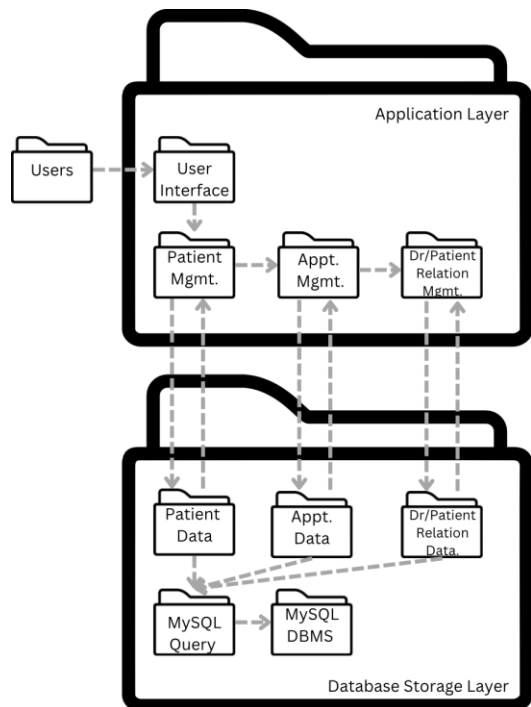 Application Layer
Users
User
Interface
Patient
Mgmt.
Appt.
Mgmt.
Dr/Patient
Relation
Mgmt.
Patient
Data
Appt.
Data
Dr/Patient
Relation
Data.
MySQL
Query
MySQL
DBMS
Database Storage Layer